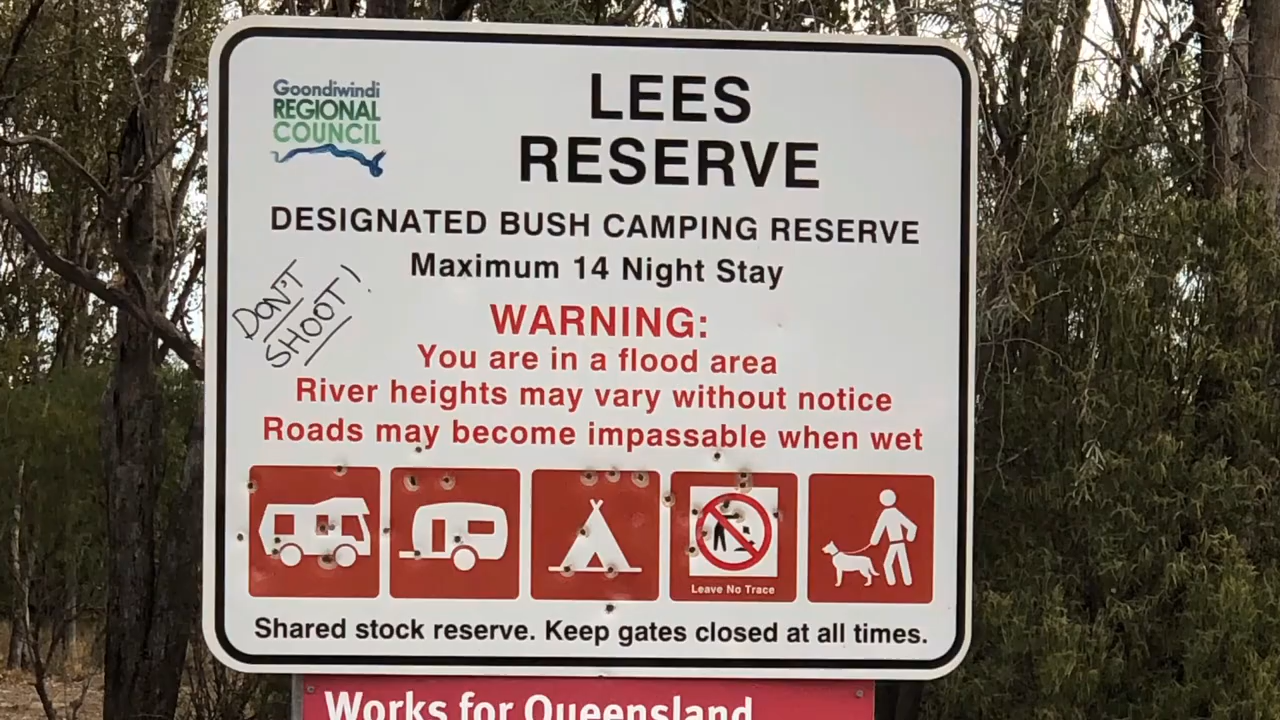 Goondiwindi
REGIONAL
COUNCIL
LEES
RESERVE
DESIGNATED BUSH CAMPING RESERVE
Maximum 14 Night Stay
DON'T
SHOOT!
WARNING:
You are in a flood area
River heights may vary without notice
Roads may become impassable when wet
Leave No Trace
Shared stock reserve. Keep gates closed at all times.
Works for Queensland